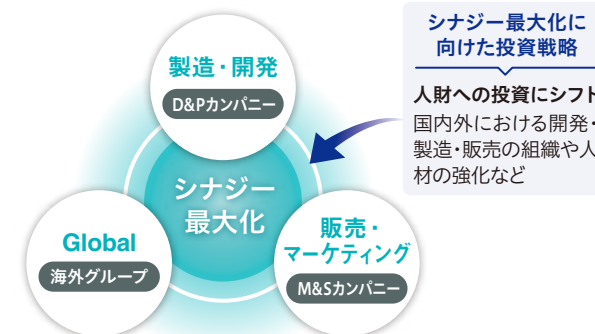 製造・開発
D&Pカンパニー
シナジー
最大化
Global
海外グループ
販売・
マーケティング
M&Sカンパニー
シナジー最大化に
向けた投資戦略
人財への投資にシフト
国内外における開発・
製造・販売の組織や人
材の強化など